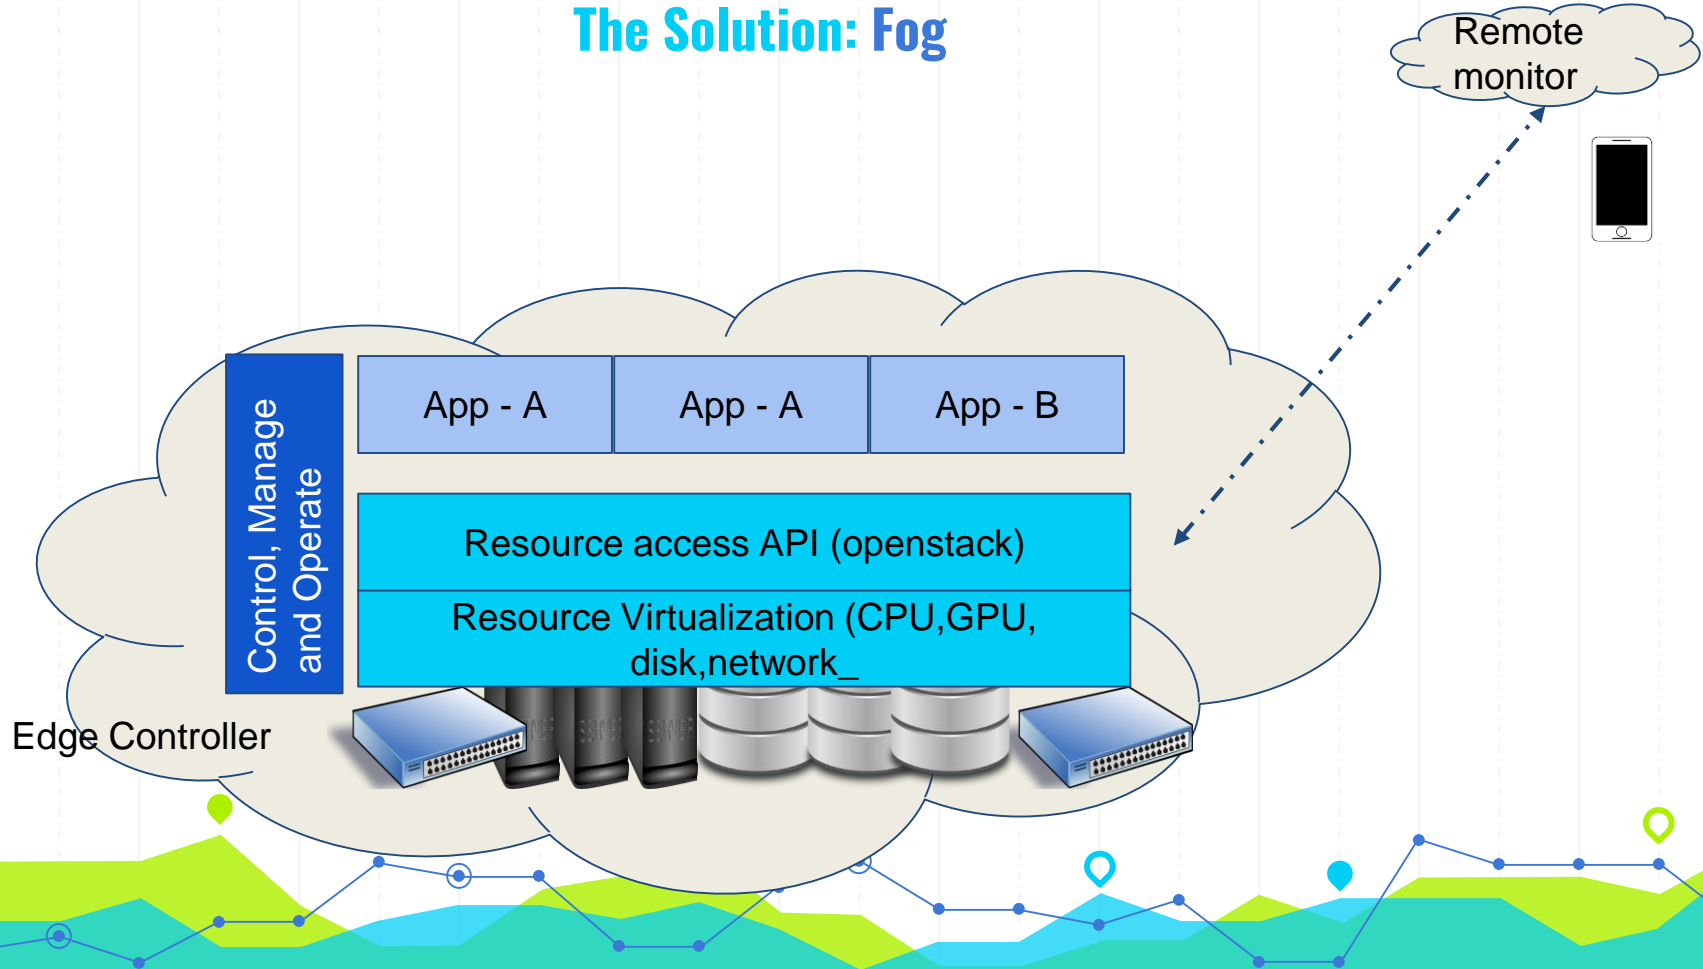 The Solution: Fog
Remote
monitor
Control, Manage
and Operate
App - A
App - A
App - B
Resource access API (openstack)
Resource Virtualization (CPU,GPU,
disk,network_
Edge Controller